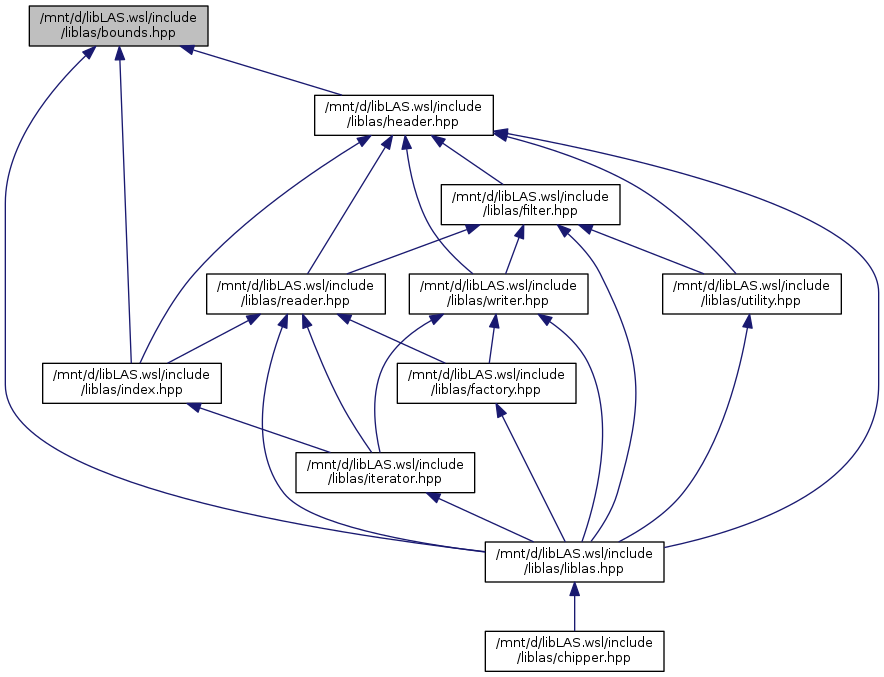 /mnt/d/libLAS.wsl/include
/liblas/bounds.hpp
/mnt/d/libLAS.wsl/include
/liblas/header.hpp
/mnt/d/libLAS.wsl/include
/liblas/filter.hpp
/mnt/d/libLAS.wsl/include
/liblas/reader.hpp
/mnt/d/libLAS.wsl/include
/liblas/writer.hpp
/mnt/d/libLAS.wsl/include
/liblas/utility.hpp
/mnt/d/libLAS.wsl/include
/liblas/index.hpp
/mnt/d/libLAS.wsl/include
/liblas/factory.hpp
/mnt/d/libLAS.wsl/include
/liblas/iterator.hpp
/mnt/d/libLAS.wsl/include
/liblas/liblas.hpp
/mnt/d/libLAS.wsl/include
/liblas/chipper.hpp